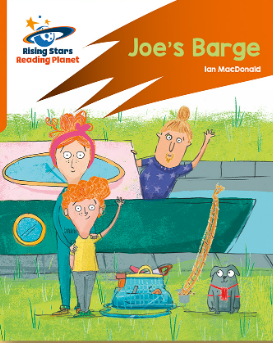 Rising Stars
Reading Planet
Joe's Barge
Ian MacDonald